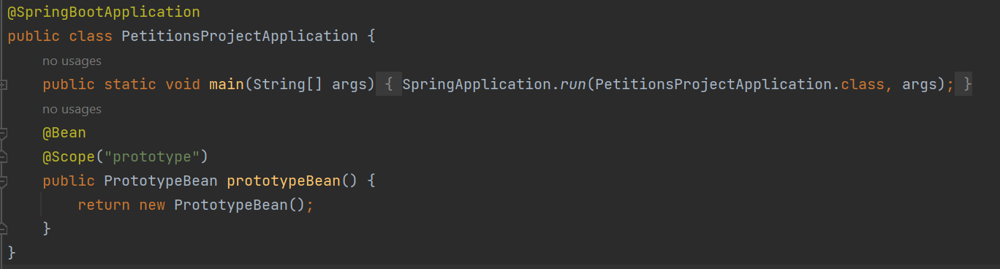 @SpringBootApplication
public class PetitionsProjectApplication {
no usages
public static void main(String[] args) { SpringApplication.run(PetitionsProjectApplication.class, args); }
no usages
@Bean
@Scope("prototype")
public PrototypeBean prototypeBean() {
return new PrototypeBean();
}
}